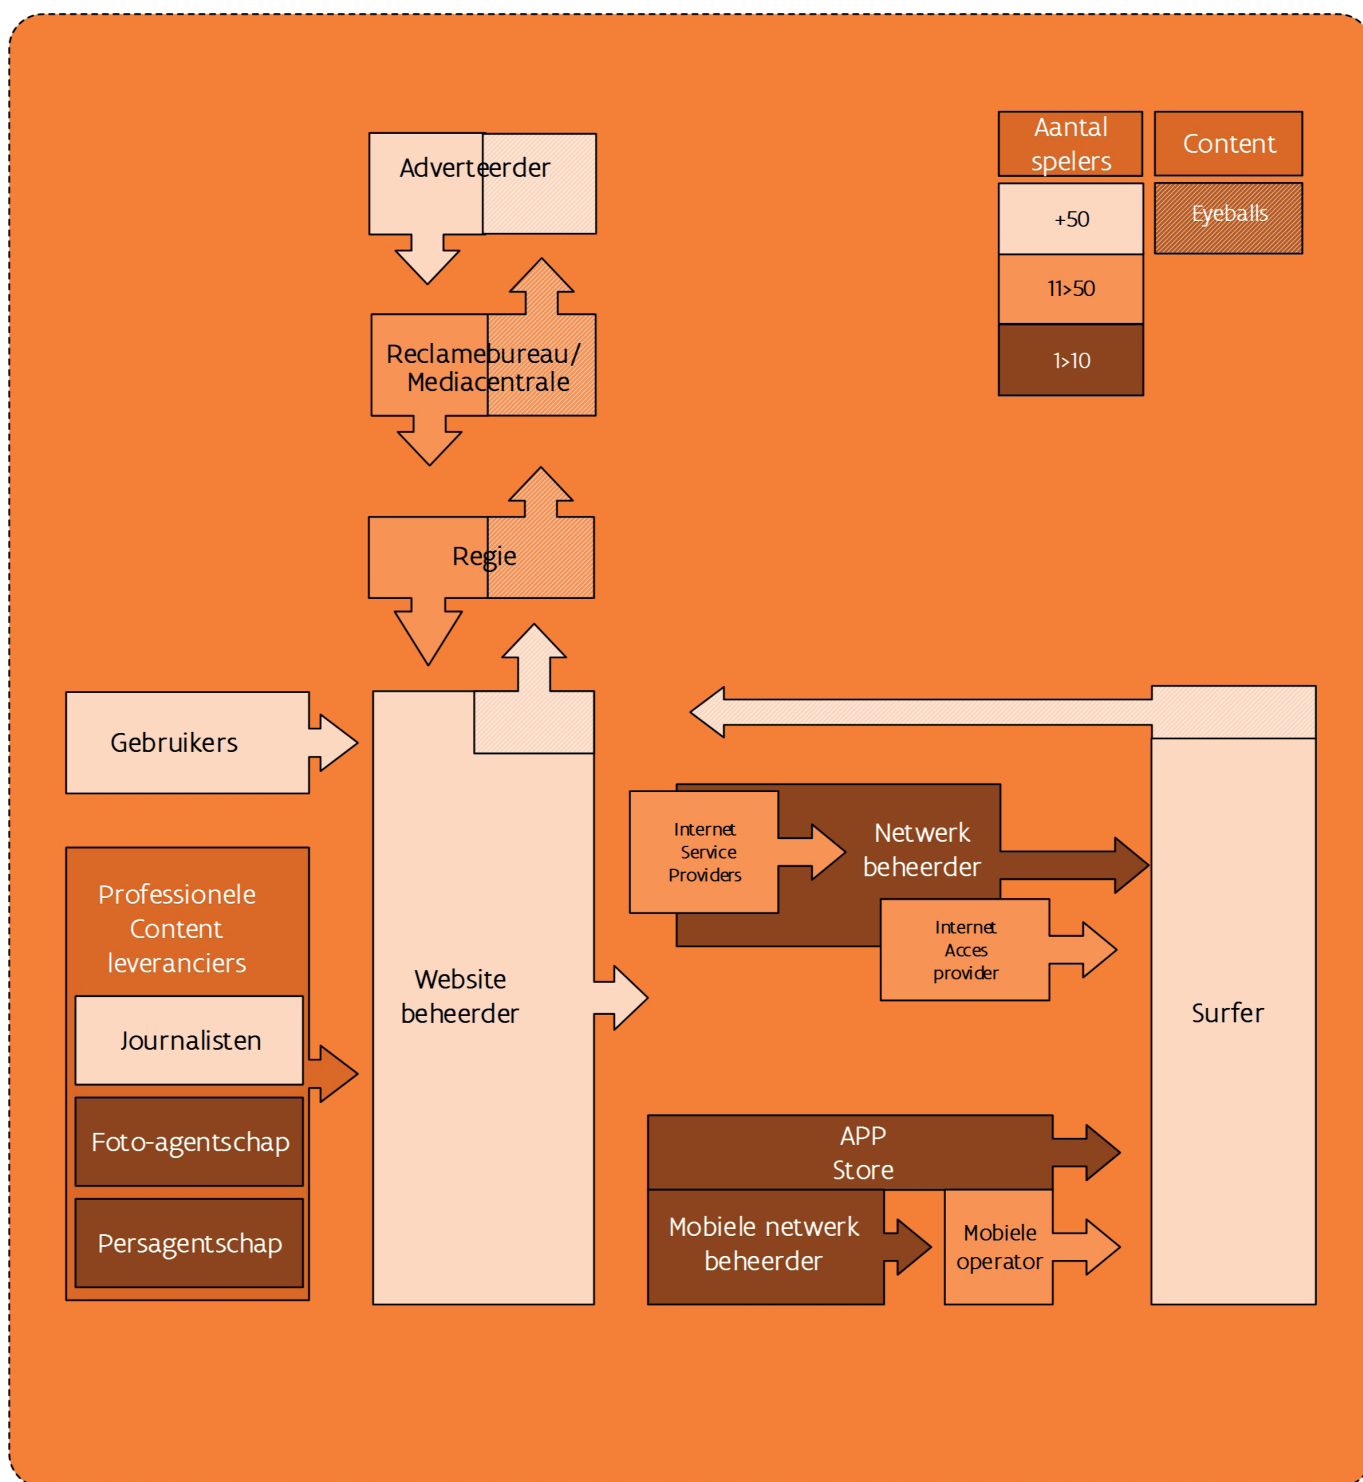 Aantal
spelers
Content
+50
Eyeballs
11>50
1>10
Adverteerder
Reclamebureau/
Mediacentrale
Regie
Gebruikers
Professionele
Content
leveranciers
Journalisten
Foto-agentschap
Persagentschap
Website
beheerder
Internet
Service
Providers
Netwerk
beheerder
Internet
Acces
provider
APP
Store
Mobiele netwerk
beheerder
Mobiele
operator
Surfer